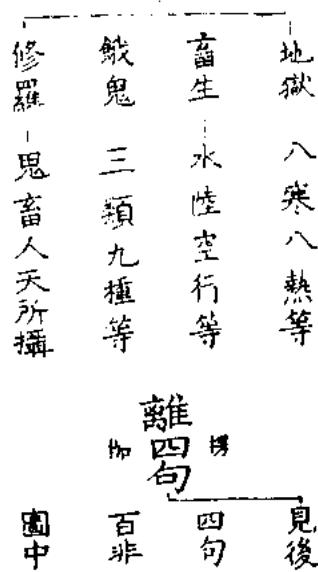 地獄 八寒八熱等
畜生 水陸空行等
餓鬼 三類九種等
修羅 鬼畜人天所攝
楞
離四句
伽
見後
四句
百非
圖中